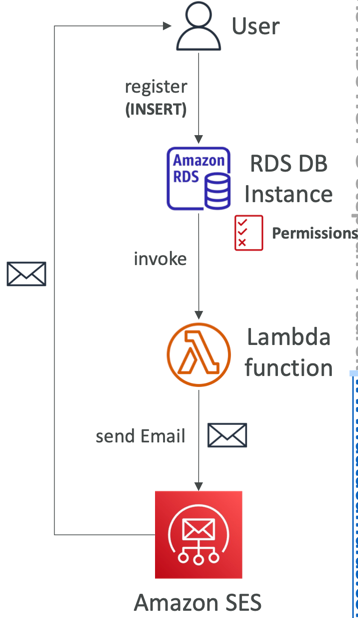 User
register
(INSERT)
Amazon
RDS
RDS DB
Instance
Permissions
invoke
Lambda
function
send Email
Amazon SES